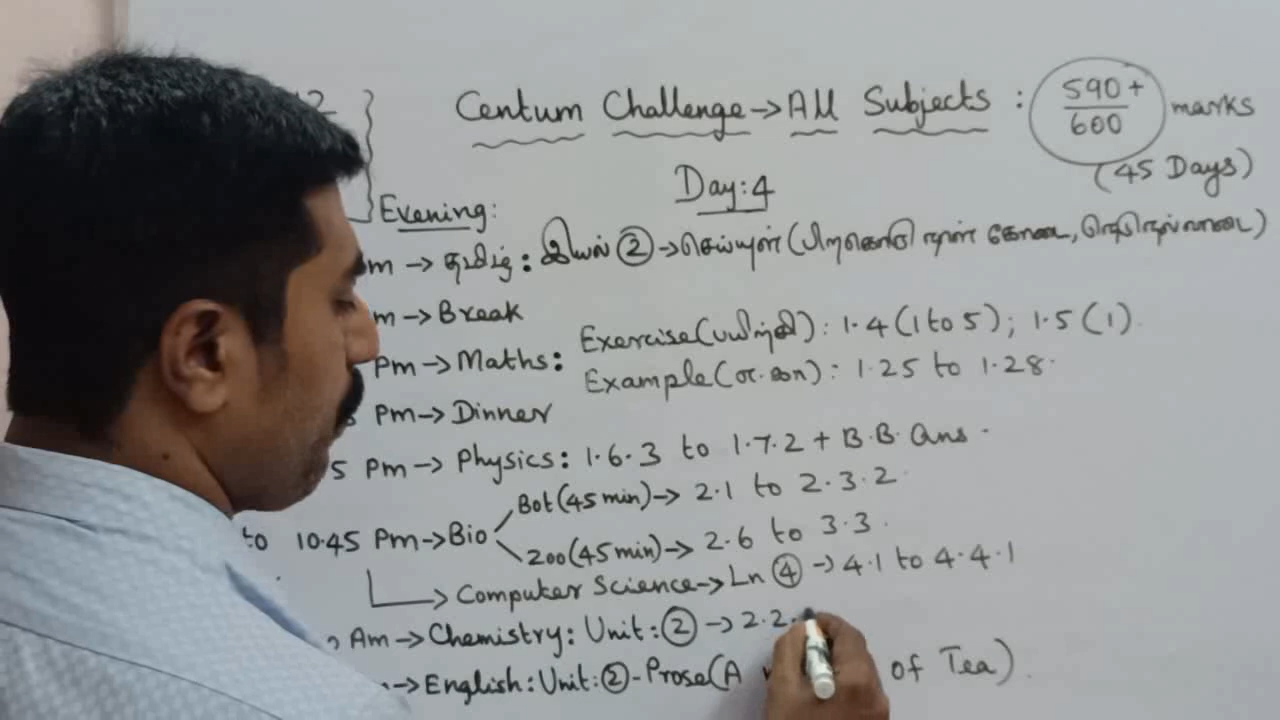 12
Centum Challenge → All Subjects : 590+/600 marks
(45 Days)
Day:4
Evening:
m → தமிழ்: இயல் ② → செய்யுள் (பிறகொரு நாள் கோடை, நெடுநல்வாடை)
m → Break
Pm → Maths: Exercise(பயிற்சி): 1.4 (1 to 5); 1.5 (1).
Example(எ.கா): 1.25 to 1.28.
Pm → Dinner
5 Pm → Physics: 1.6.3 to 1.7.2 + B.B. Ans.
to 10.45 Pm → Bio
Bot (45 min) → 2.1 to 2.3.2
Zoo (45 min) → 2.6 to 3.3.
→ Computer Science → Ln ④ → 4.1 to 4.4.1
Am → Chemistry: Unit: ② → 2.2.
→ English: Unit: ② - Prose (A of Tea).